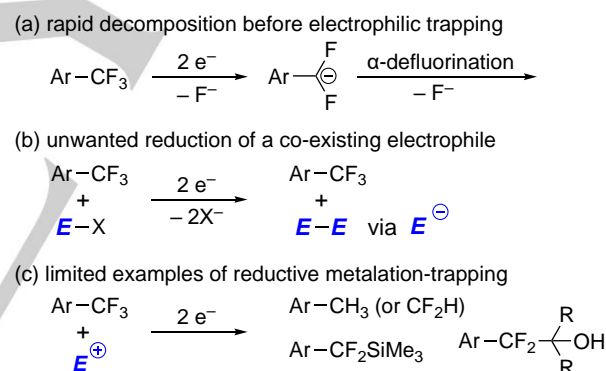 (a) rapid decomposition before electrophilic trapping
Ar–CF₃ 2 e⁻ – F⁻ Ar F ⊖ F α-defluorination – F⁻
(b) unwanted reduction of a co-existing electrophile
Ar–CF₃ + E–X 2 e⁻ – 2X⁻ Ar–CF₃ + E–E via E⊖
(c) limited examples of reductive metalation-trapping
Ar–CF₃ + E⊕ 2 e⁻ Ar–CH₃ (or CF₂H)
Ar–CF₂SiMe₃ Ar–CF₂ R OH R